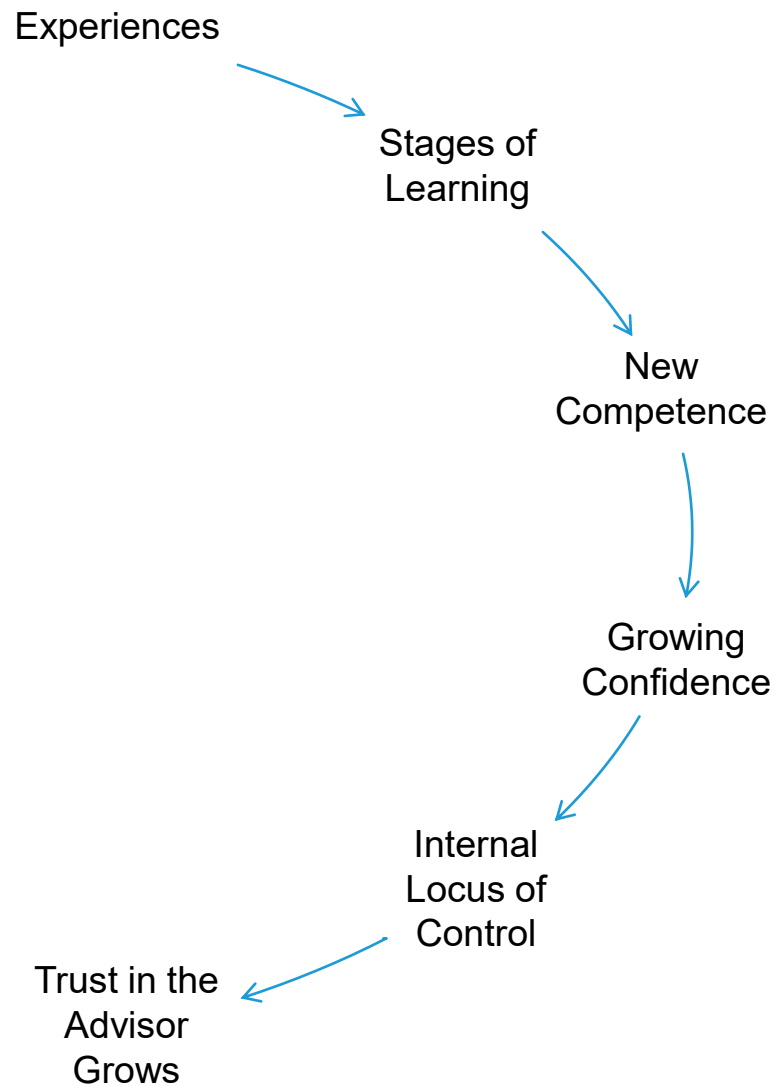 Experiences
Stages of
Learning
New
Competence
Growing
Confidence
Internal
Locus of
Control
Trust in the
Advisor
Grows